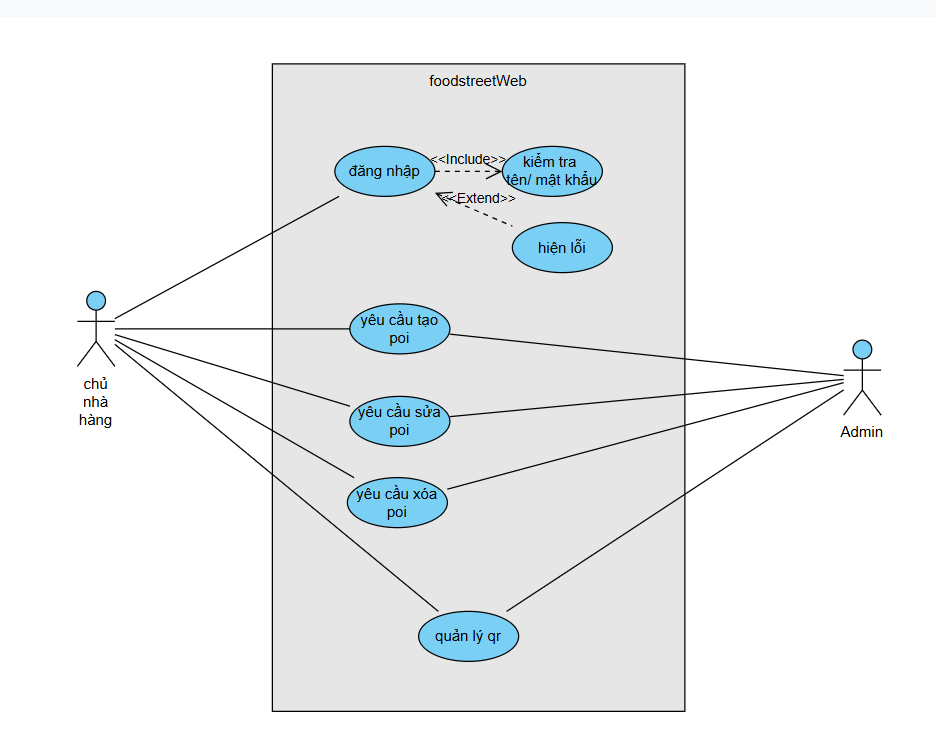 foodstreetWeb
đăng nhập
<<Include>>
kiểm tra
tên/ mật khẩu
<<Extend>>
hiện lỗi
yêu cầu tạo
poi
chủ
nhà
hàng
yêu cầu sửa
poi
Admin
yêu cầu xóa
poi
quản lý qr